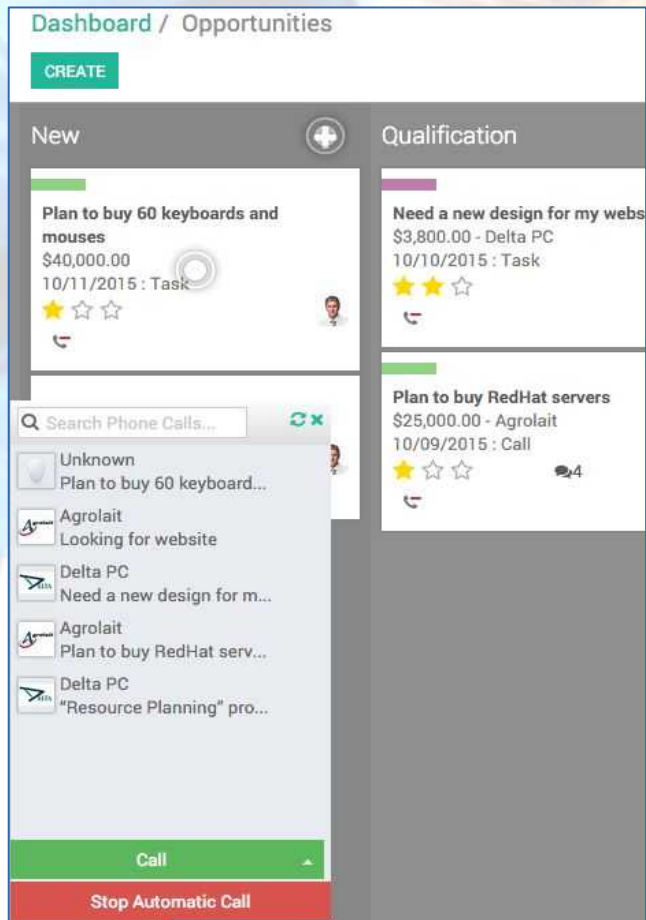 Dashboard / Opportunities
CREATE
New
Plan to buy 60 keyboards and
mouses
$40,000.00
10/11/2015 : Task
Qualification
Need a new design for my webs
$3,800.00 - Delta PC
10/10/2015 : Task
Plan to buy RedHat servers
$25,000.00 - Agrolait
10/09/2015 : Call
4
Search Phone Calls...
Unknown
Plan to buy 60 keyboard...
Agrolait
Agrolait
Looking for website
DELTA
Delta PC
Need a new design for m...
Agrolait
Agrolait
Plan to buy RedHat serv...
DELTA
Delta PC
"Resource Planning" pro...
Call
Stop Automatic Call